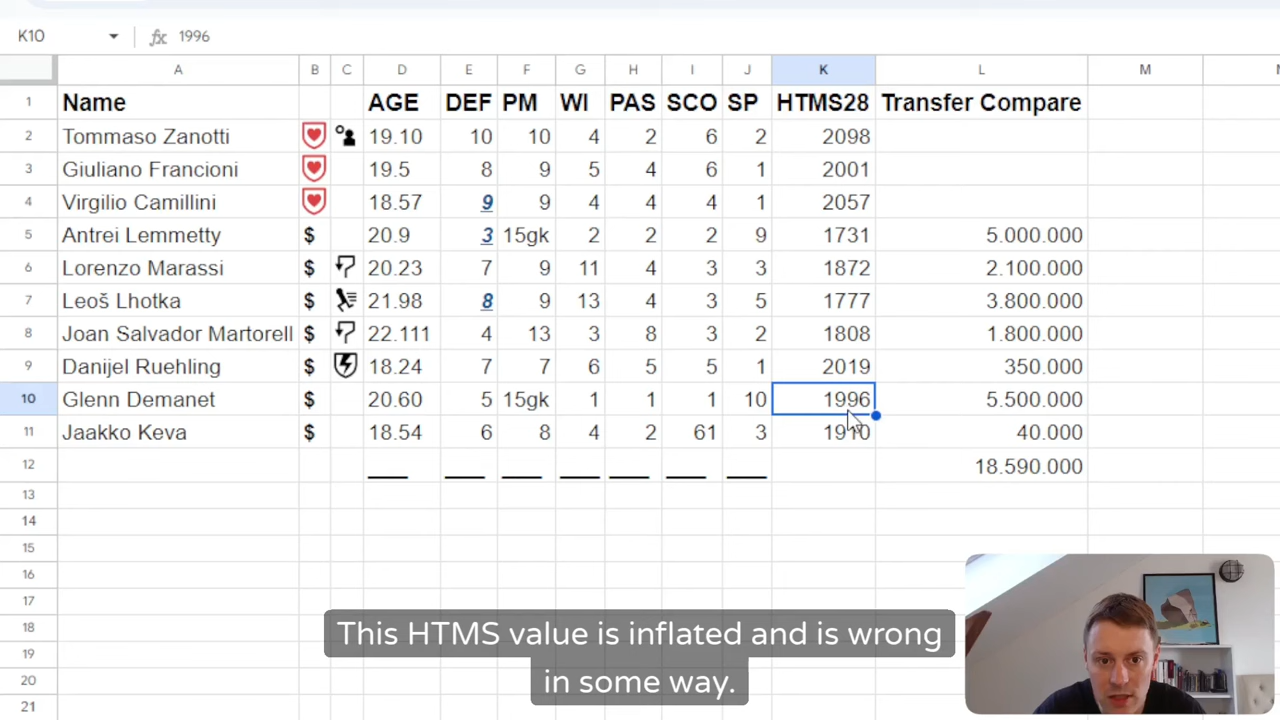 K10 fx 1996
A B C D E F G H I J K L M
1 Name AGE DEF PM WI PAS SCO SP HTMS28 Transfer Compare
2 Tommaso Zanotti 19.10 10 10 4 2 6 2 2098
3 Giuliano Francioni 19.5 8 9 5 4 6 1 2001
4 Virgilio Camillini 18.57 9 9 4 4 4 1 2057
5 Antrei Lemmetty $ 20.9 3 15gk 2 2 2 9 1731 5.000.000
6 Lorenzo Marassi $ 20.23 7 9 11 4 3 3 1872 2.100.000
7 Leoš Lhotka $ 21.98 8 9 13 4 3 5 1777 3.800.000
8 Joan Salvador Martorell $ 22.111 4 13 3 8 3 2 1808 1.800.000
9 Danijel Ruehling $ 18.24 7 7 6 5 5 1 2019 350.000
10 Glenn Demanet $ 20.60 5 15gk 1 1 1 10 1996 5.500.000
11 Jaakko Keva $ 18.54 6 8 4 2 61 3 1910 40.000
12 18.590.000
13
14
15
16
17
18
19
20
21
This HTMS value is inflated and is wrong
in some way.